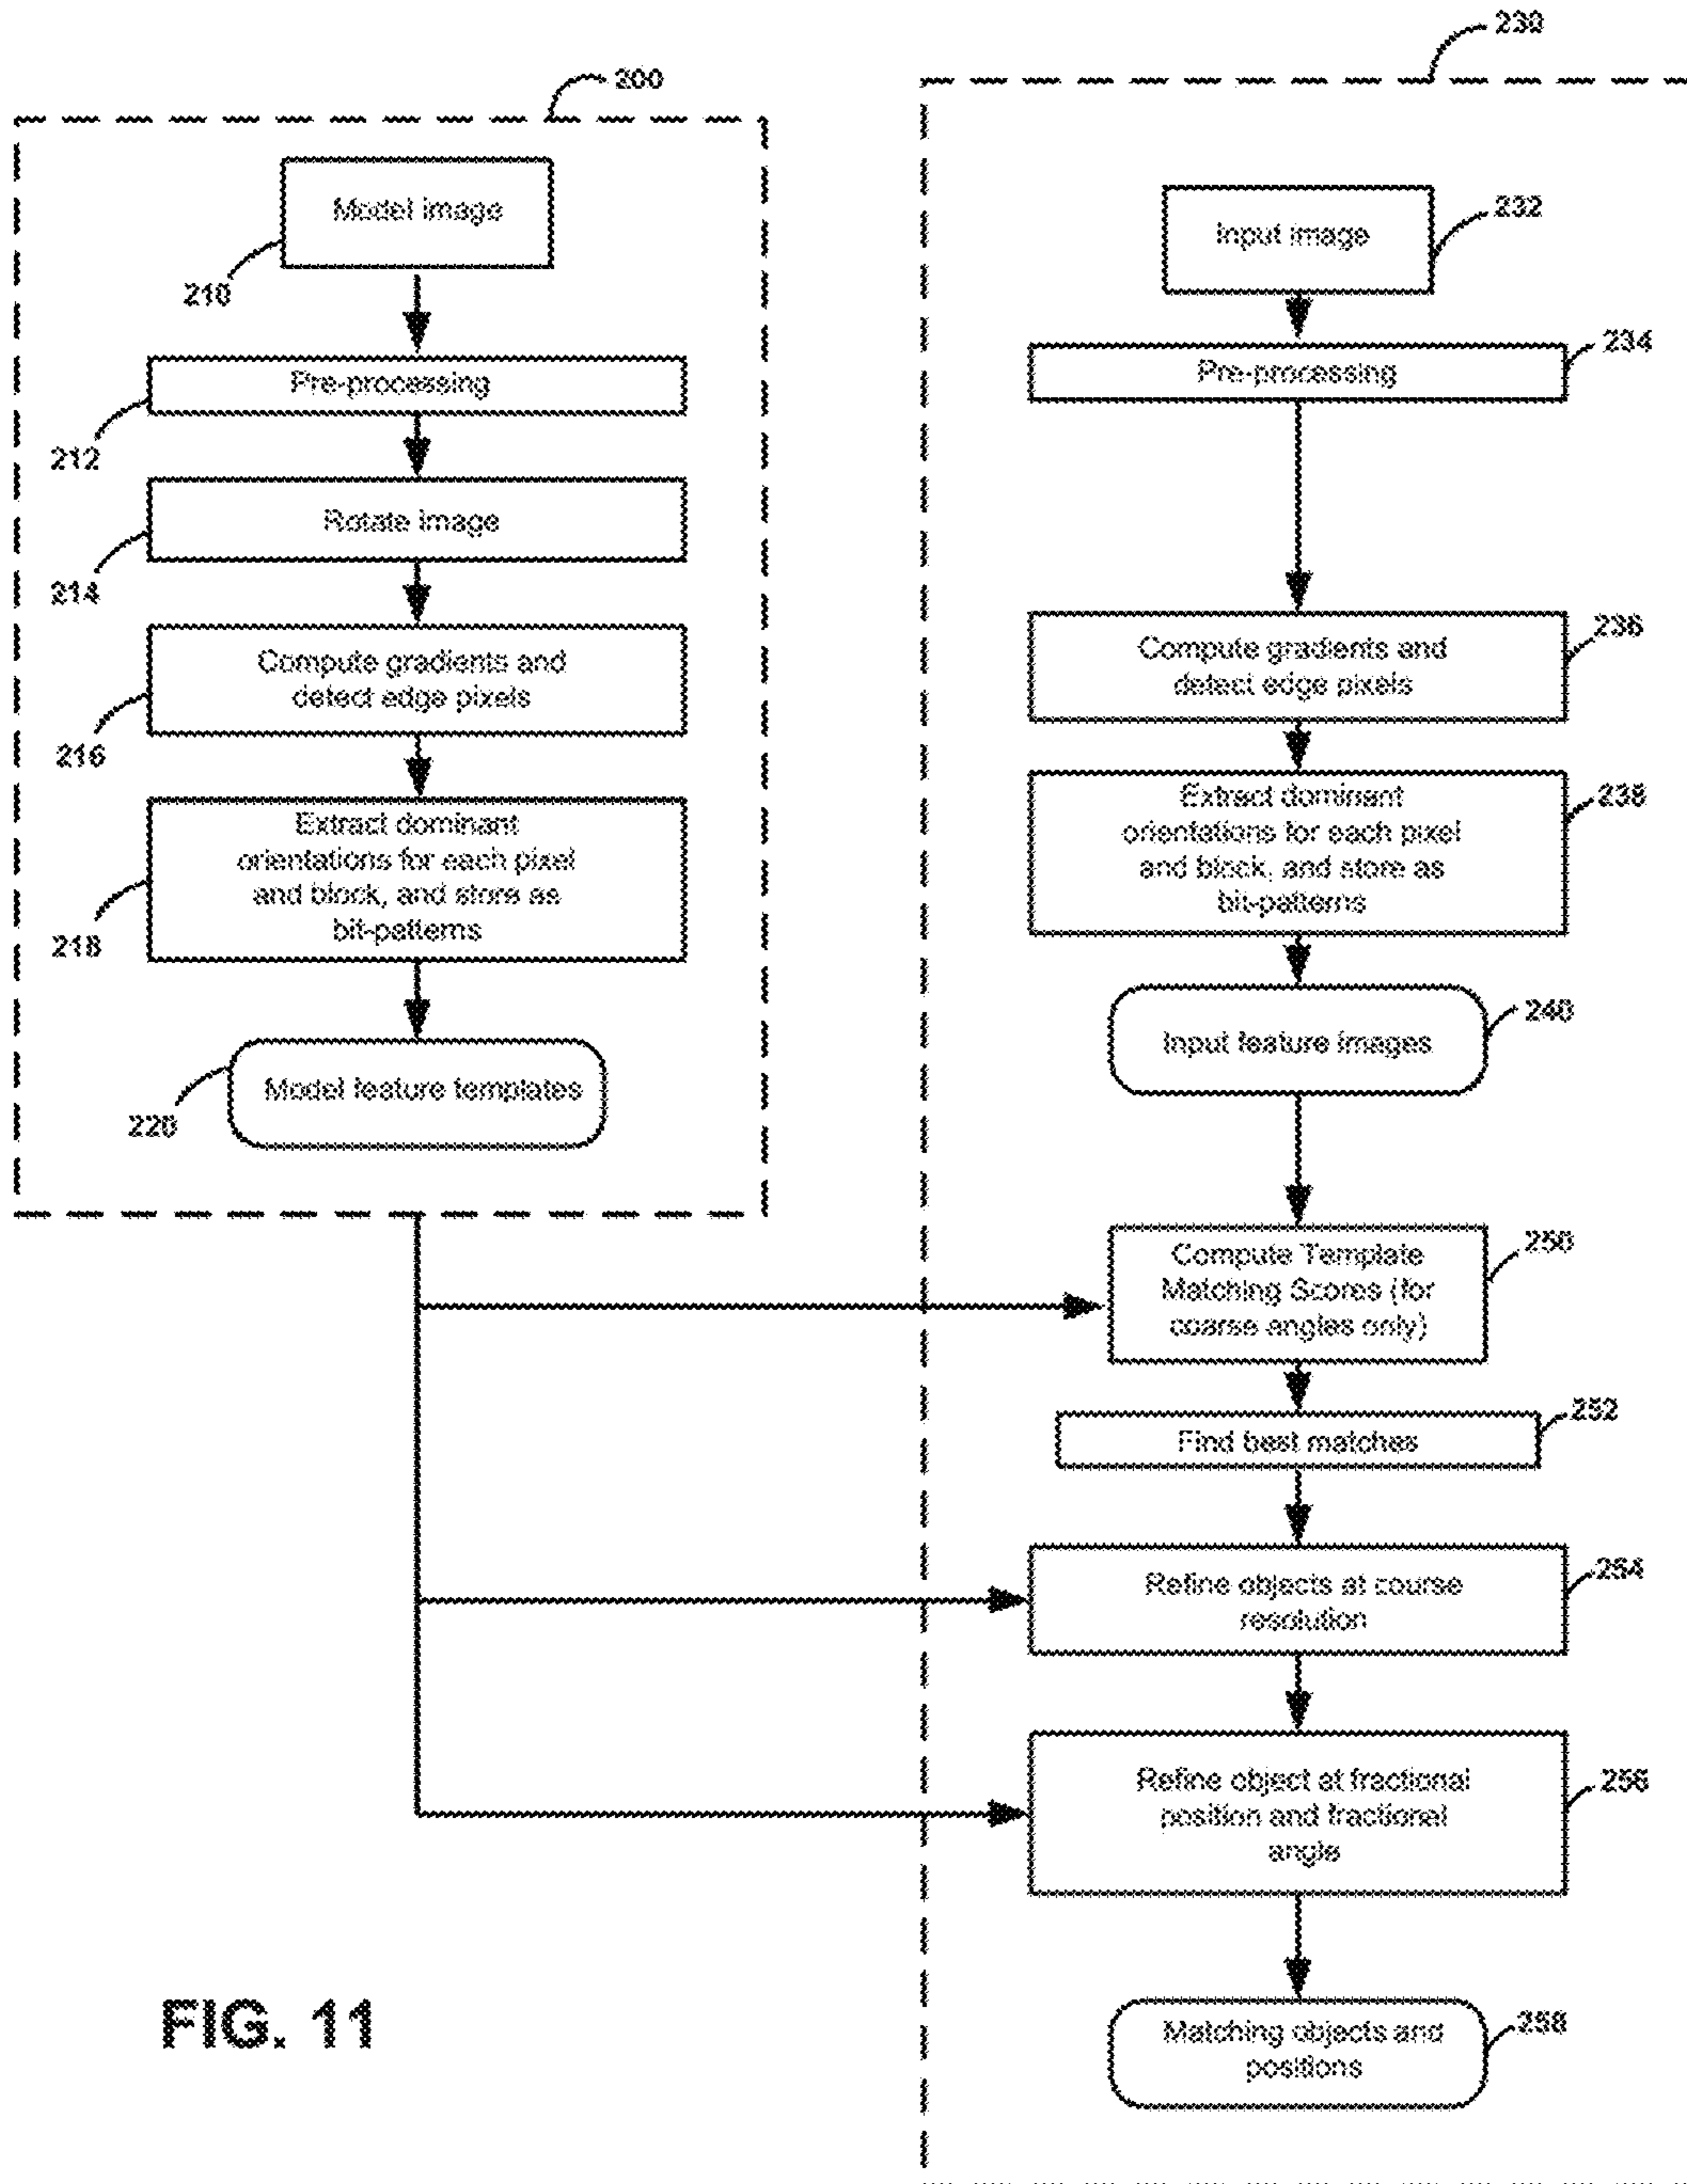 200
Model image
210
Pre-processing
212
Rotate image
214
Compute gradients and
detect edge pixels
216
Extract dominant
orientations for each pixel
and block, and store as
bit-patterns
218
Model feature templates
220
230
Input image
232
Pre-processing
234
Compute gradients and
detect edge pixels
236
Extract dominant
orientations for each pixel
and block, and store as
bit-patterns
238
Input feature images
240
Compute Template
Matching Scores (for
coarse angles only)
250
Find best matches
252
Refine objects at course
resolution
254
Refine object at fractional
position and fractional
angle
256
Matching objects and
positions
258
FIG. 11